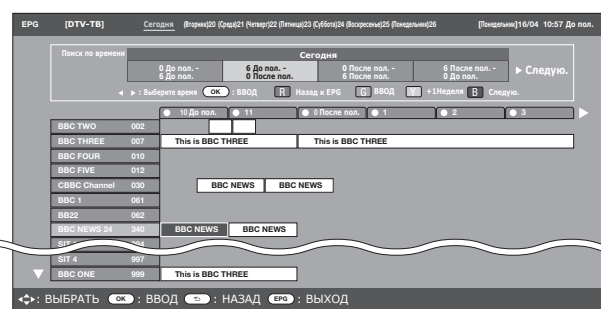 EPG [DTV-TB] Сегодня (Вторник)20 (Среда)21 (Четверг)22 (Пятница)23 (Суббота)24 (Воскресенье)25 (Понедельник)26 [Понедельник]16/04 10:57 До пол.
Поиск по времени Сегодня
0 До пол. - 6 До пол. - 0 После пол. - 6 После пол. - Следую.
6 До пол. 0 После пол. 6 После пол. 0 До пол.
: Выберите время OK : ВВОД R Назад к EPG G ВВОД Y +1Неделя B Следую.
10 До пол. 11 0 После пол. 1 2 3
BBC TWO 002
BBC THREE 007 This is BBC THREE This is BBC THREE
BBC FOUR 010
BBC FIVE 012
CBBC Channel 030 BBC NEWS BBC NEWS
BBC 1 061
BB22 062
BBC NEWS 24 340 BBC NEWS BBC NEWS
SIT 4 997
BBC ONE 999 This is BBC THREE
: ВЫБРАТЬ OK : ВВОД : НАЗАД EPG : ВЫХОД